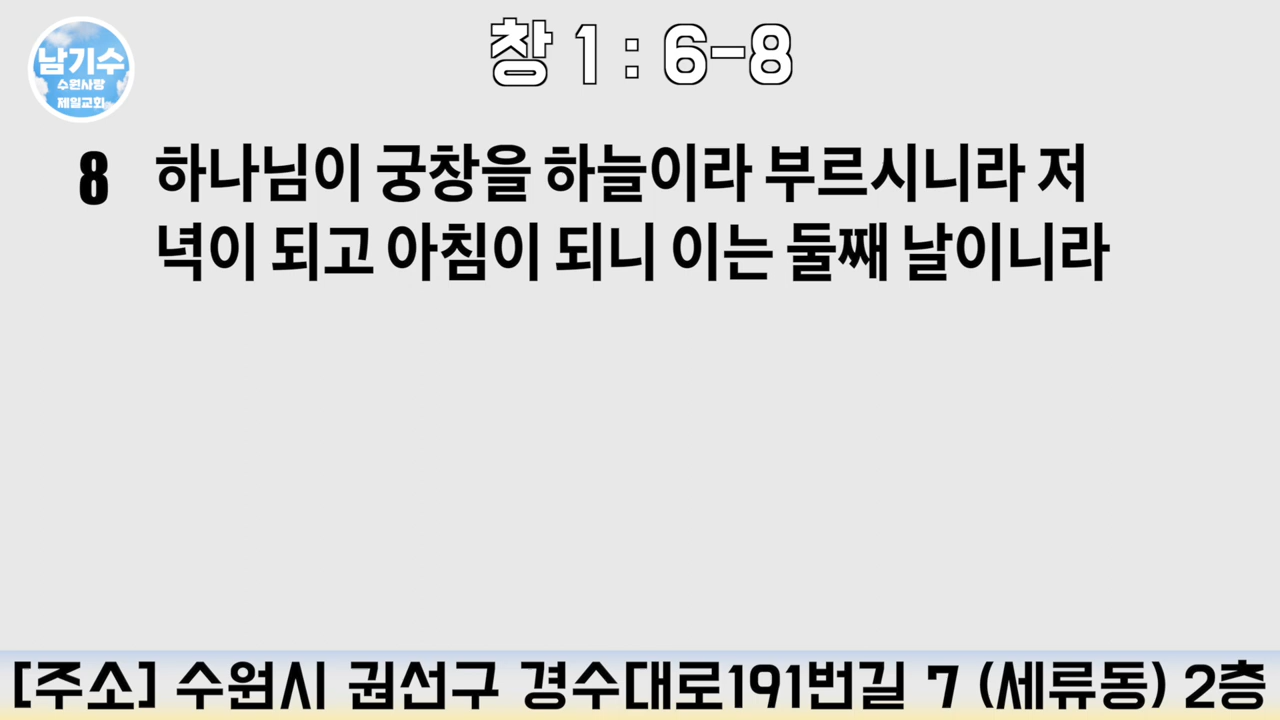 남기수
수원사랑
제일교회
창 1 : 6-8
8 하나님이 궁창을 하늘이라 부르시니라 저
녁이 되고 아침이 되니 이는 둘째 날이니라
[주소] 수원시 권선구 경수대로191번길 7 (세류동) 2층